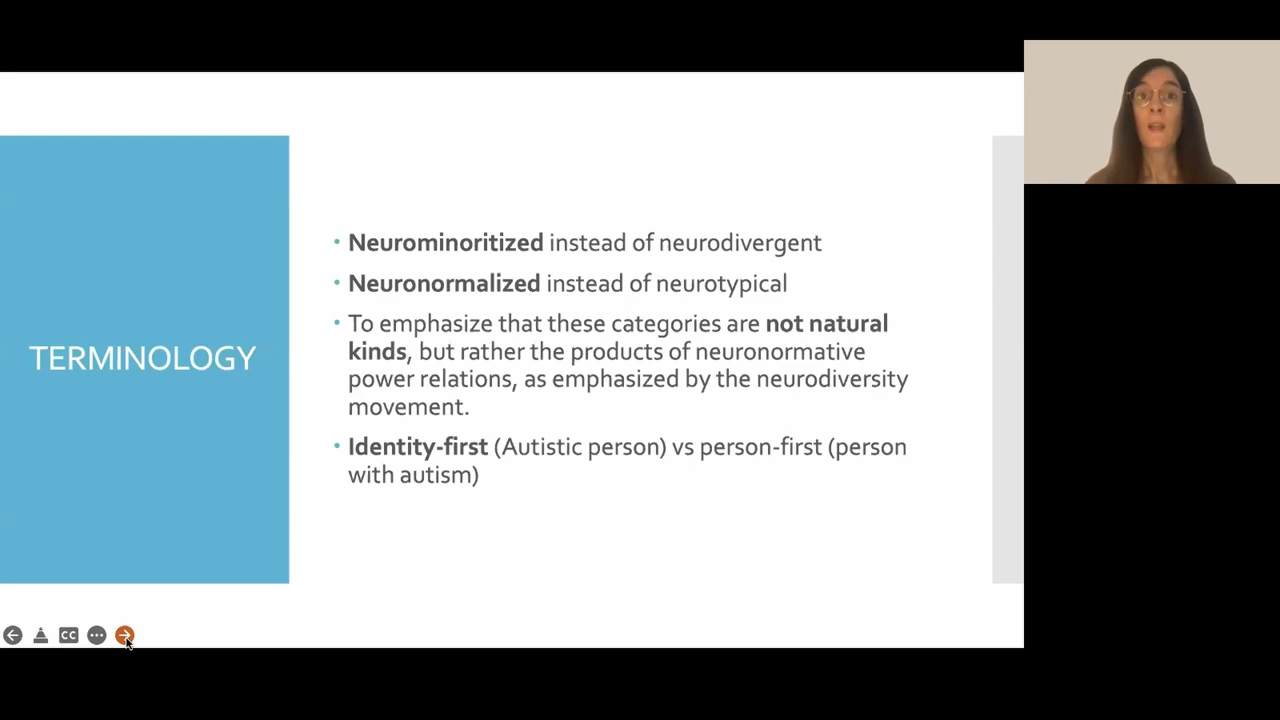 TERMINOLOGY
• Neurominoritized instead of neurodivergent
• Neuronormalized instead of neurotypical
• To emphasize that these categories are not natural
kinds, but rather the products of neuronormative
power relations, as emphasized by the neurodiversity
movement.
• Identity-first (Autistic person) vs person-first (person
with autism)
CC